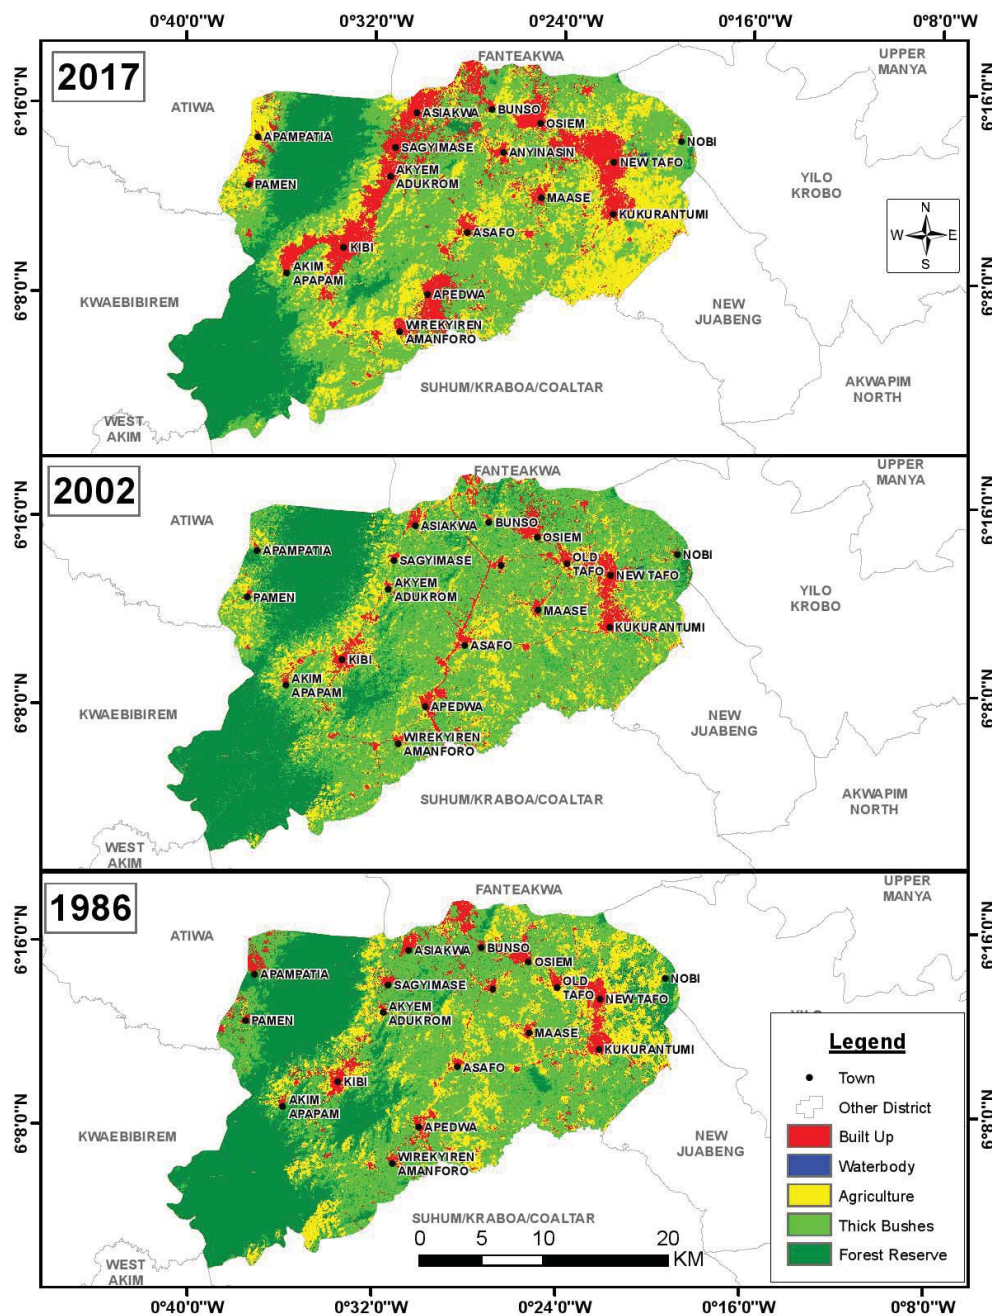 0°40'0"W 0°32'0"W 0°24'0"W 0°16'0"W 0°8'0"W
2017
FANTEAKWA
UPPER
MANYA
6°16'0"N
6°16'0"N
ATIWA
ASIAKWA
BUNSO
OSIEM
APAMPATIA
SAGYIMASE
ANYINASIN
NOBI
NEW TAFO
AKYEM
ADUKROM
PAMEN
YILO
KROBO
MAASE
KUKURANTUMI
N
W E
S
ASAFO
KIBI
AKIM
APAPAM
6°8'0"N
6°8'0"N
KWAEBIBIREM
APEDWA
NEW
JUABENG
WIREKYIREN
AMANFORO
SUHUM/KRABOA/COALTAR
AKWAPIM
NORTH
WEST
AKIM
2002
FANTEAKWA
UPPER
MANYA
6°16'0"N
6°16'0"N
ATIWA
ASIAKWA
BUNSO
OSIEM
APAMPATIA
SAGYIMASE
OLD
TAFO
NOBI
NEW TAFO
AKYEM
ADUKROM
PAMEN
YILO
KROBO
MAASE
KUKURANTUMI
ASAFO
KIBI
AKIM
APAPAM
6°8'0"N
6°8'0"N
KWAEBIBIREM
APEDWA
NEW
JUABENG
WIREKYIREN
AMANFORO
SUHUM/KRABOA/COALTAR
AKWAPIM
NORTH
WEST
AKIM
1986
FANTEAKWA
UPPER
MANYA
6°16'0"N
6°16'0"N
ATIWA
ASIAKWA
BUNSO
OSIEM
APAMPATIA
SAGYIMASE
OLD
TAFO
NOBI
NEW TAFO
AKYEM
ADUKROM
PAMEN
MAASE
KUKURANTUMI
ASAFO
KIBI
AKIM
APAPAM
6°8'0"N
6°8'0"N
KWAEBIBIREM
APEDWA
NEW
JUABENG
WIREKYIREN
AMANFORO
SUHUM/KRABOA/COALTAR
WEST
AKIM
0 5 10 20
KM
Legend
Town
Other District
Built Up
Waterbody
Agriculture
Thick Bushes
Forest Reserve
0°40'0"W 0°32'0"W 0°24'0"W 0°16'0"W 0°8'0"W